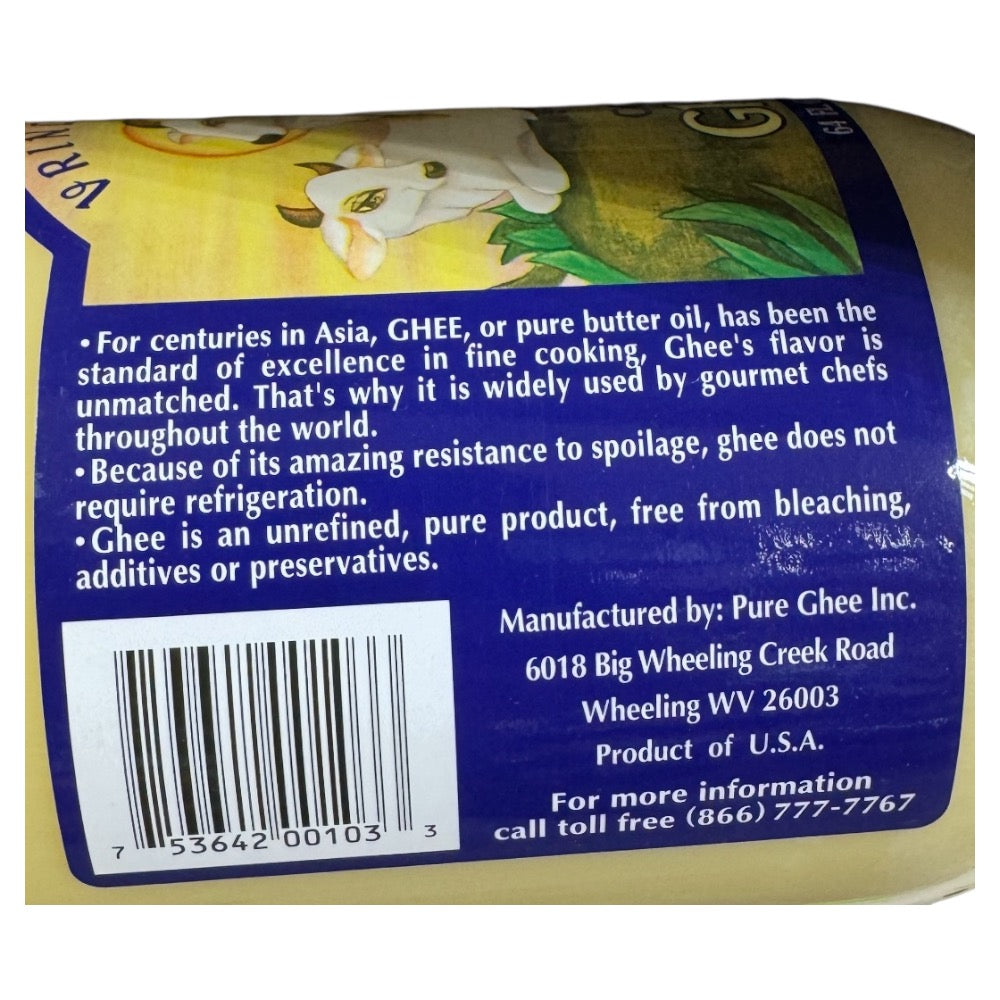 • For centuries in Asia, GHEE, or pure butter oil, has been the
standard of excellence in fine cooking, Ghee's flavor is
unmatched. That's why it is widely used by gourmet chefs
throughout the world.
• Because of its amazing resistance to spoilage, ghee does not
require refrigeration.
• Ghee is an unrefined, pure product, free from bleaching,
additives or preservatives.
Manufactured by: Pure Ghee Inc.
6018 Big Wheeling Creek Road
Wheeling WV 26003
Product of U.S.A.
For more information
call toll free (866) 777-7767
7 53642 00103 3